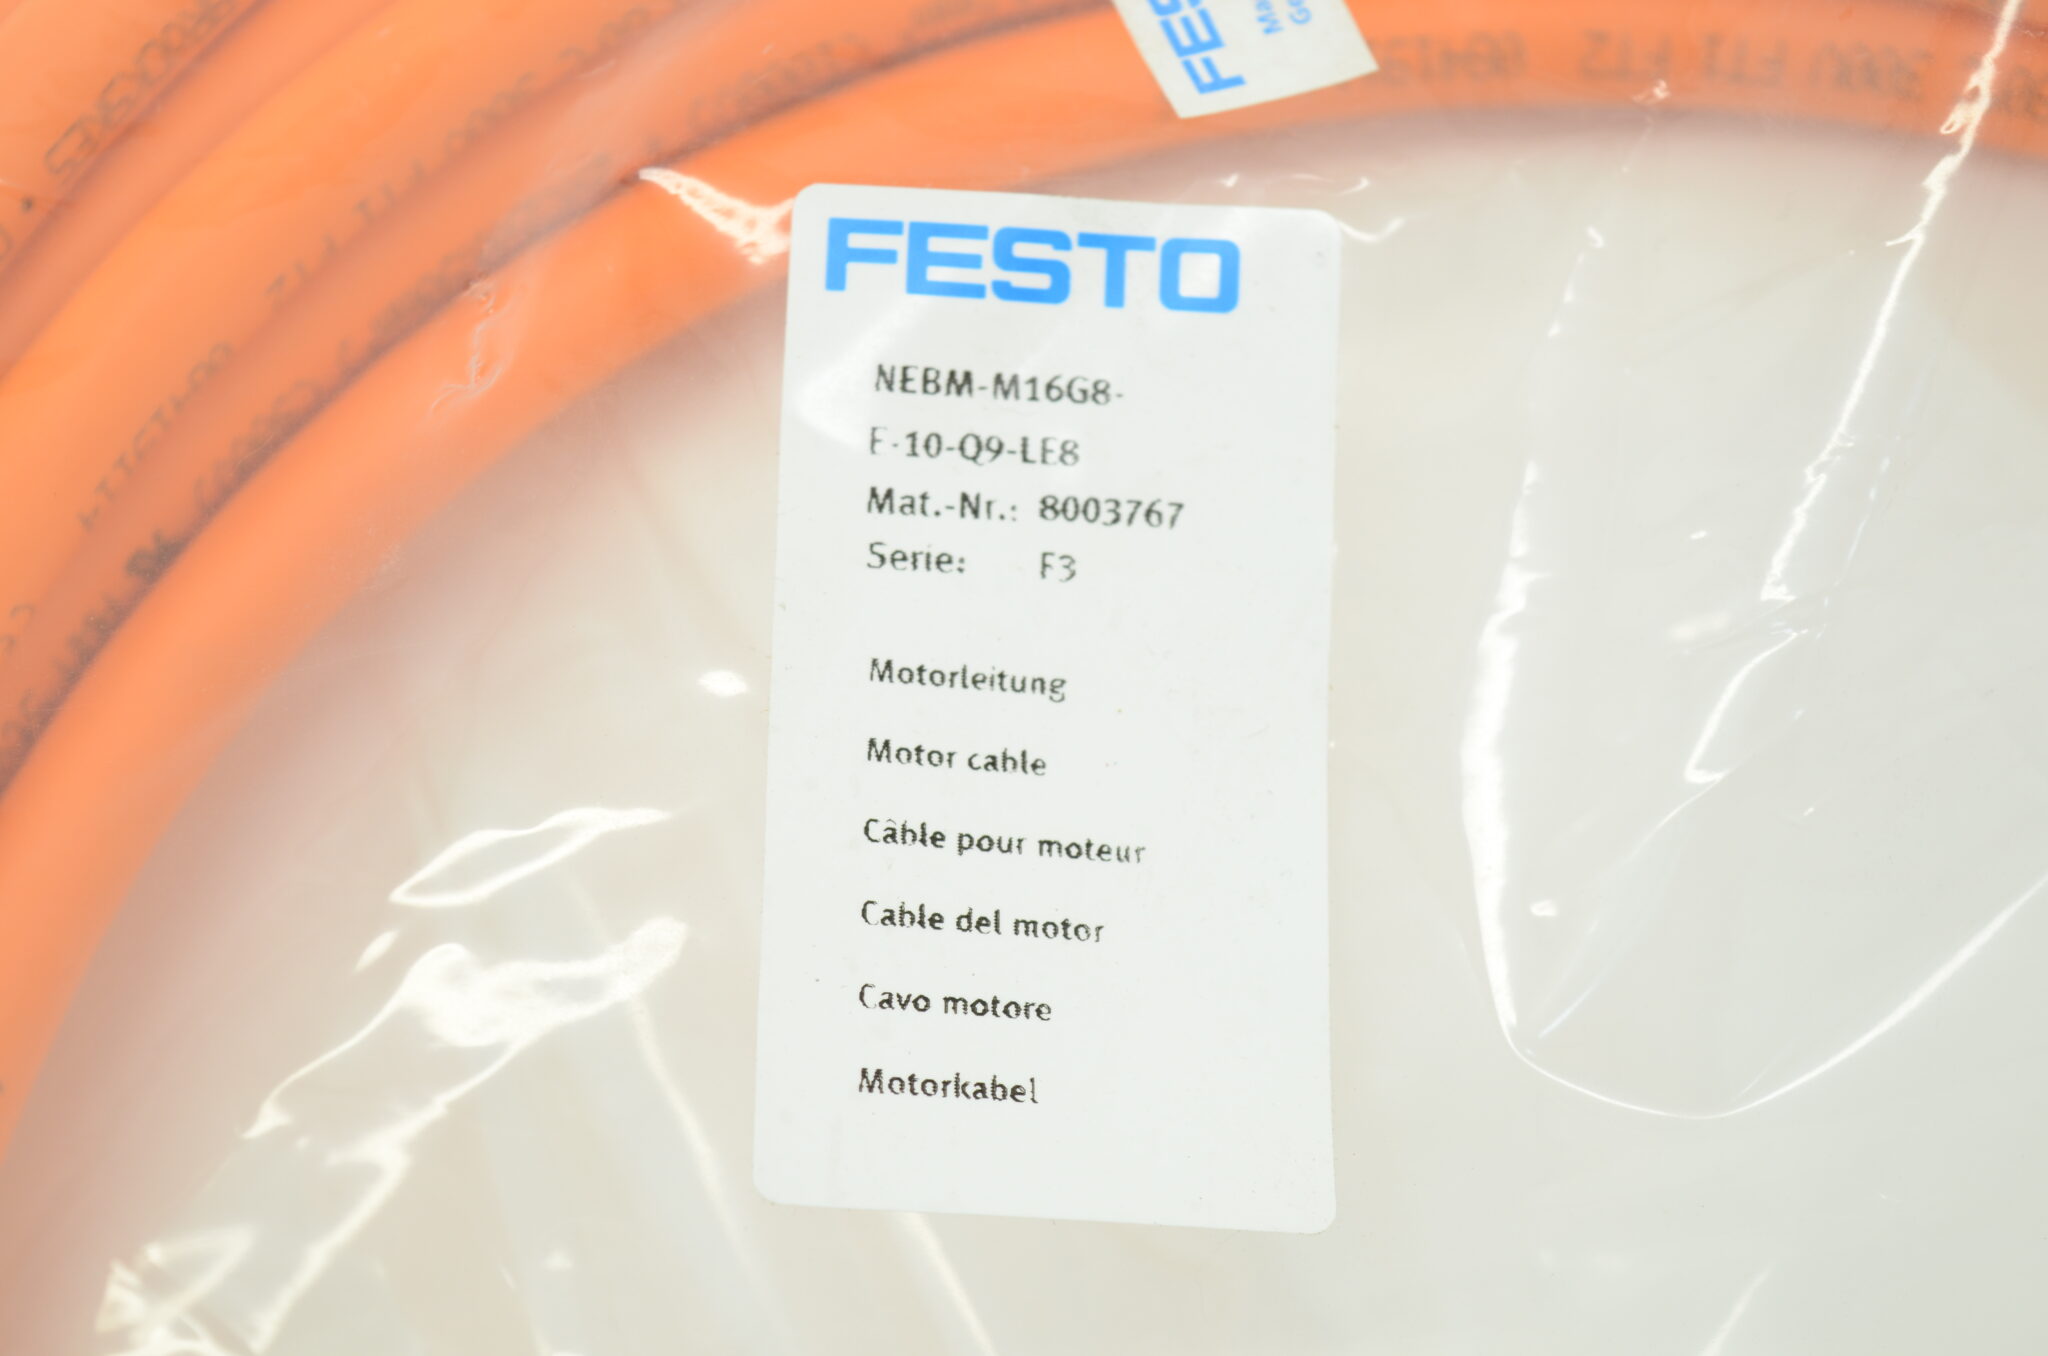 FES
FESTO
NEBM-M16G8-
E-10-Q9-LE8
Mat.-Nr.: 8003767
Serie: F3
Motorleitung
Motor cable
Câble pour moteur
Cable del motor
Cavo motore
Motorkabel